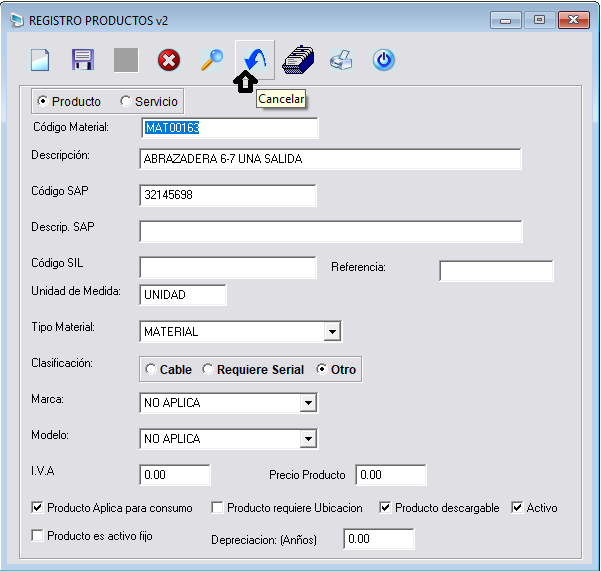 REGISTRO PRODUCTOS v2
Cancelar
Producto Servicio
Código Material: MAT00163
Descripción: ABRAZADERA 6-7 UNA SALIDA
Código SAP 32145698
Descrip. SAP
Código SIL Referencia:
Unidad de Medida: UNIDAD
Tipo Material: MATERIAL
Clasificación: Cable Requiere Serial Otro
Marca: NO APLICA
Modelo: NO APLICA
I.V.A 0.00 Precio Producto 0.00
Producto Aplica para consumo Producto requiere Ubicacion Producto descargable Activo
Producto es activo fijo Depreciacion: (Anños) 0.00